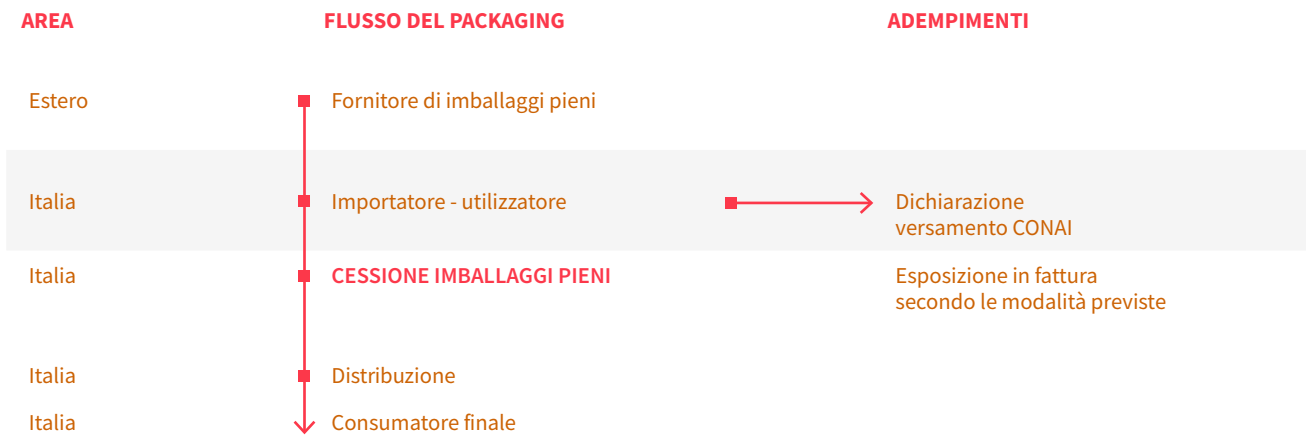 AREA FLUSSO DEL PACKAGING ADEMPIMENTI
Estero Fornitore di imballaggi pieni
Italia Importatore - utilizzatore Dichiarazione
versamento CONAI
Italia CESSIONE IMBALLAGGI PIENI Esposizione in fattura
secondo le modalità previste
Italia Distribuzione
Italia Consumatore finale